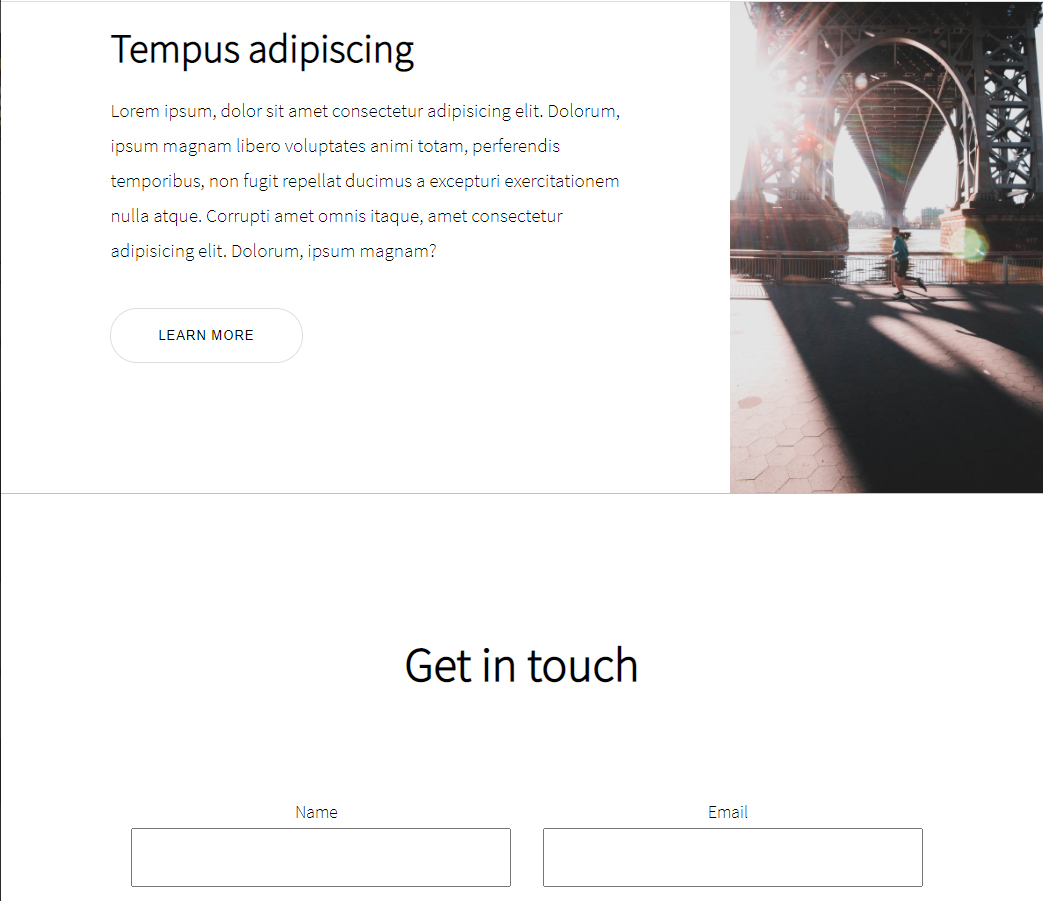 Tempus adipiscing
Lorem ipsum, dolor sit amet consectetur adipisicing elit. Dolorum,
ipsum magnam libero voluptates animi totam, perferendis
temporibus, non fugit repellat ducimus a excepturi exercitationem
nulla atque. Corrupti amet omnis itaque, amet consectetur
adipisicing elit. Dolorum, ipsum magnam?
LEARN MORE
Get in touch
Name
Email